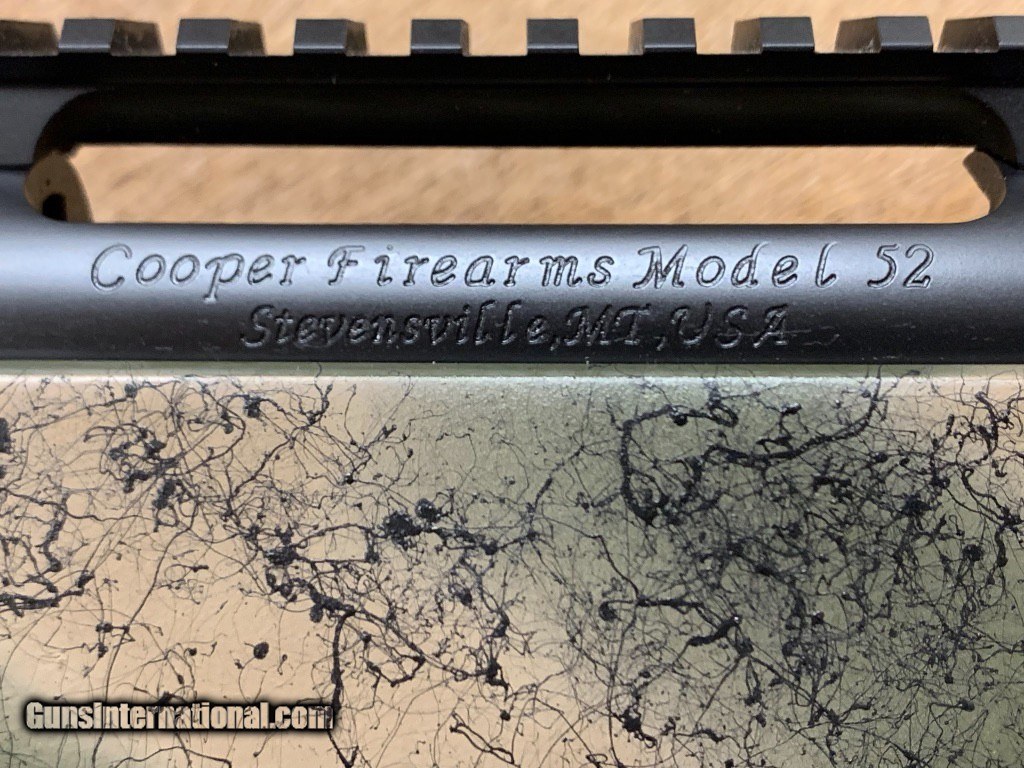 Cooper Firearms Model 52
Stevensville, MT, USA
GunsInternational.com